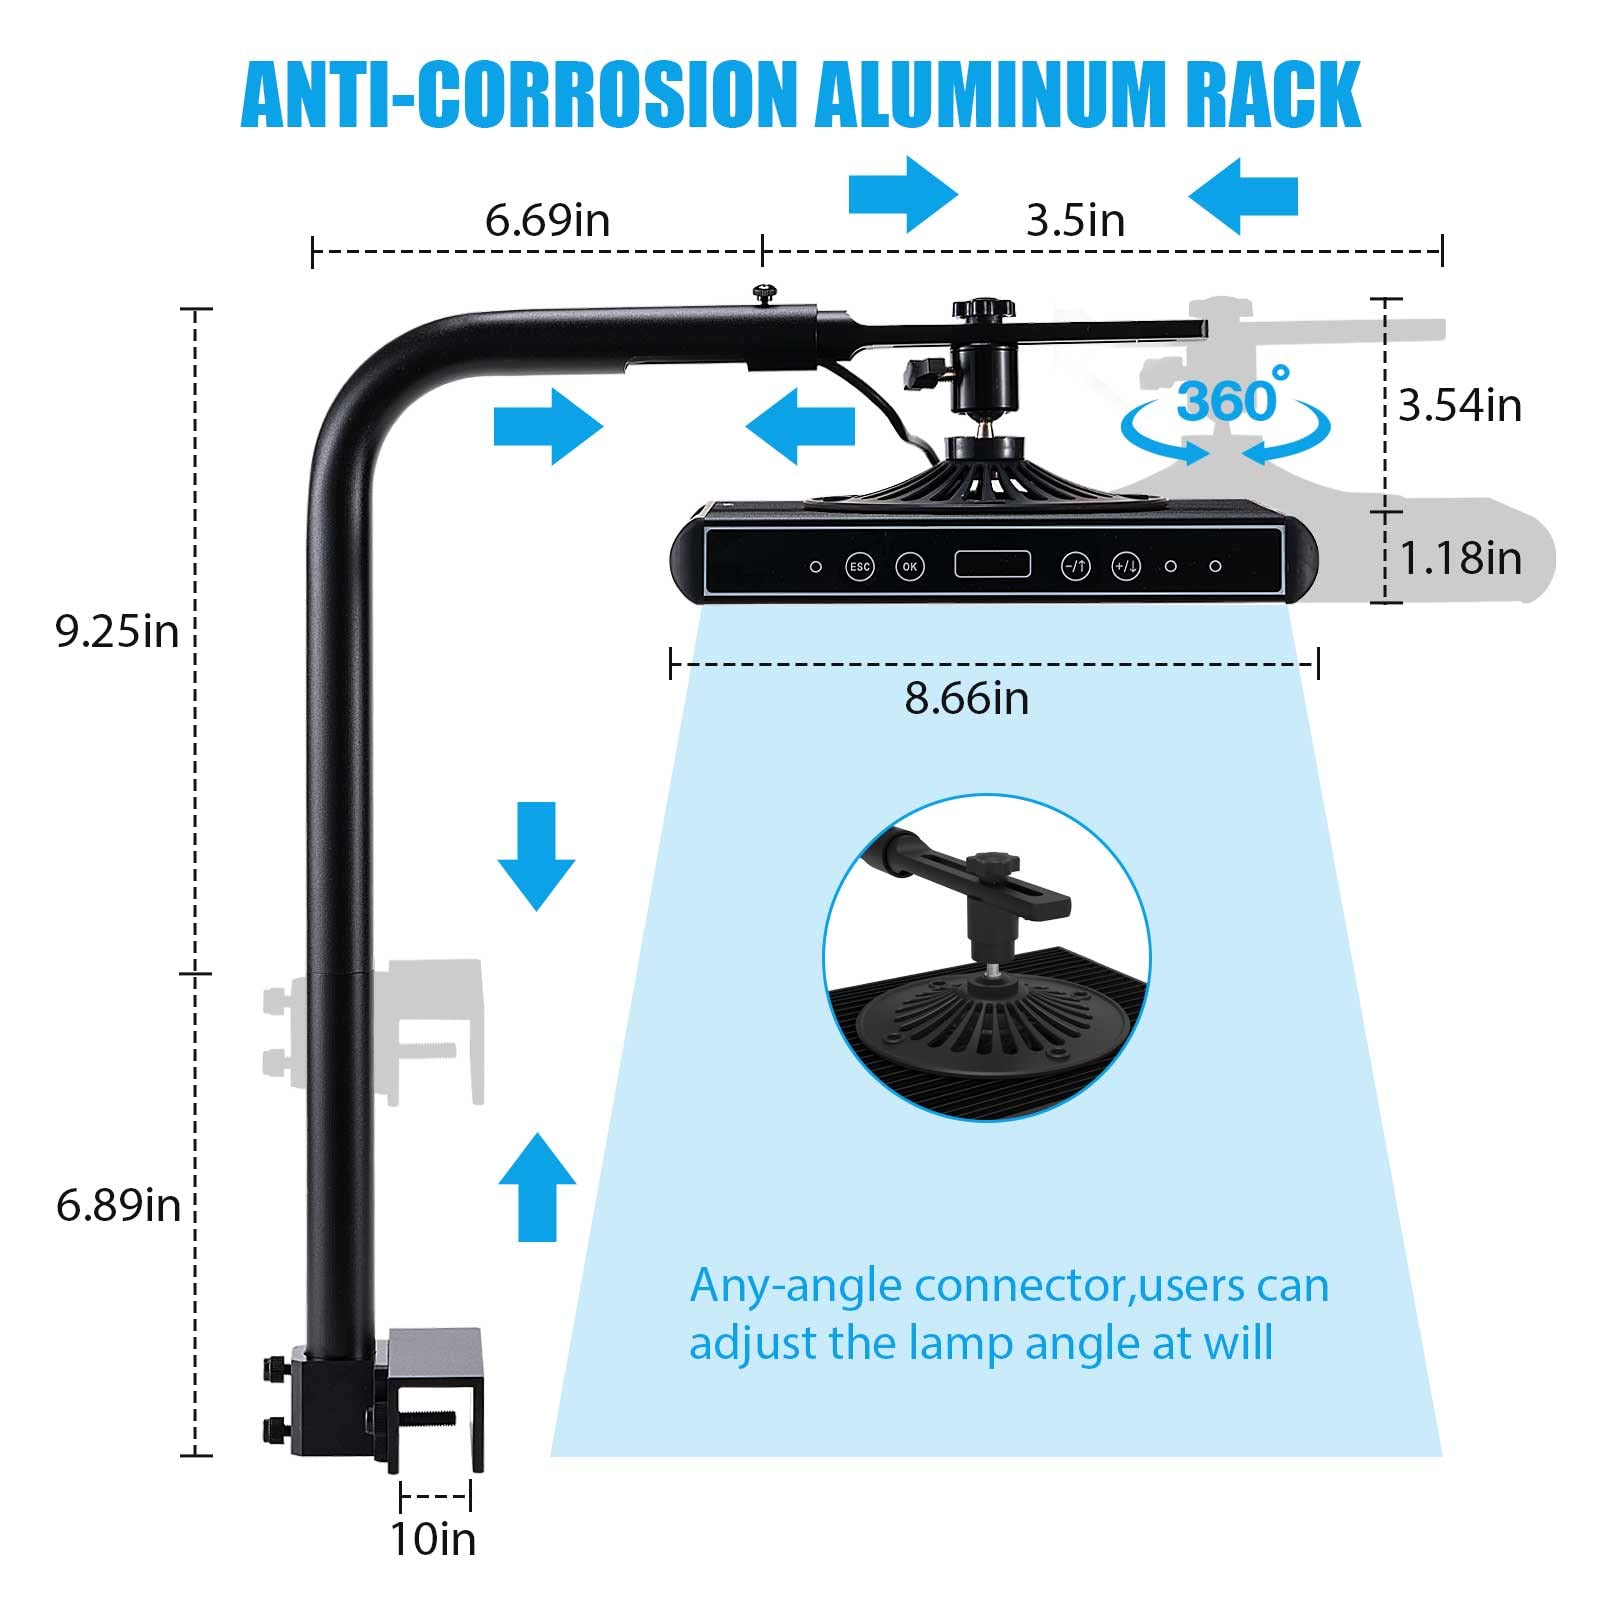 ANTI-CORROSION ALUMINUM RACK
6.69in
3.5in
360°
3.54in
1.18in
ESC
OK
-/↑
+/↓
9.25in
8.66in
6.89in
Any-angle connector,users can
adjust the lamp angle at will
10in